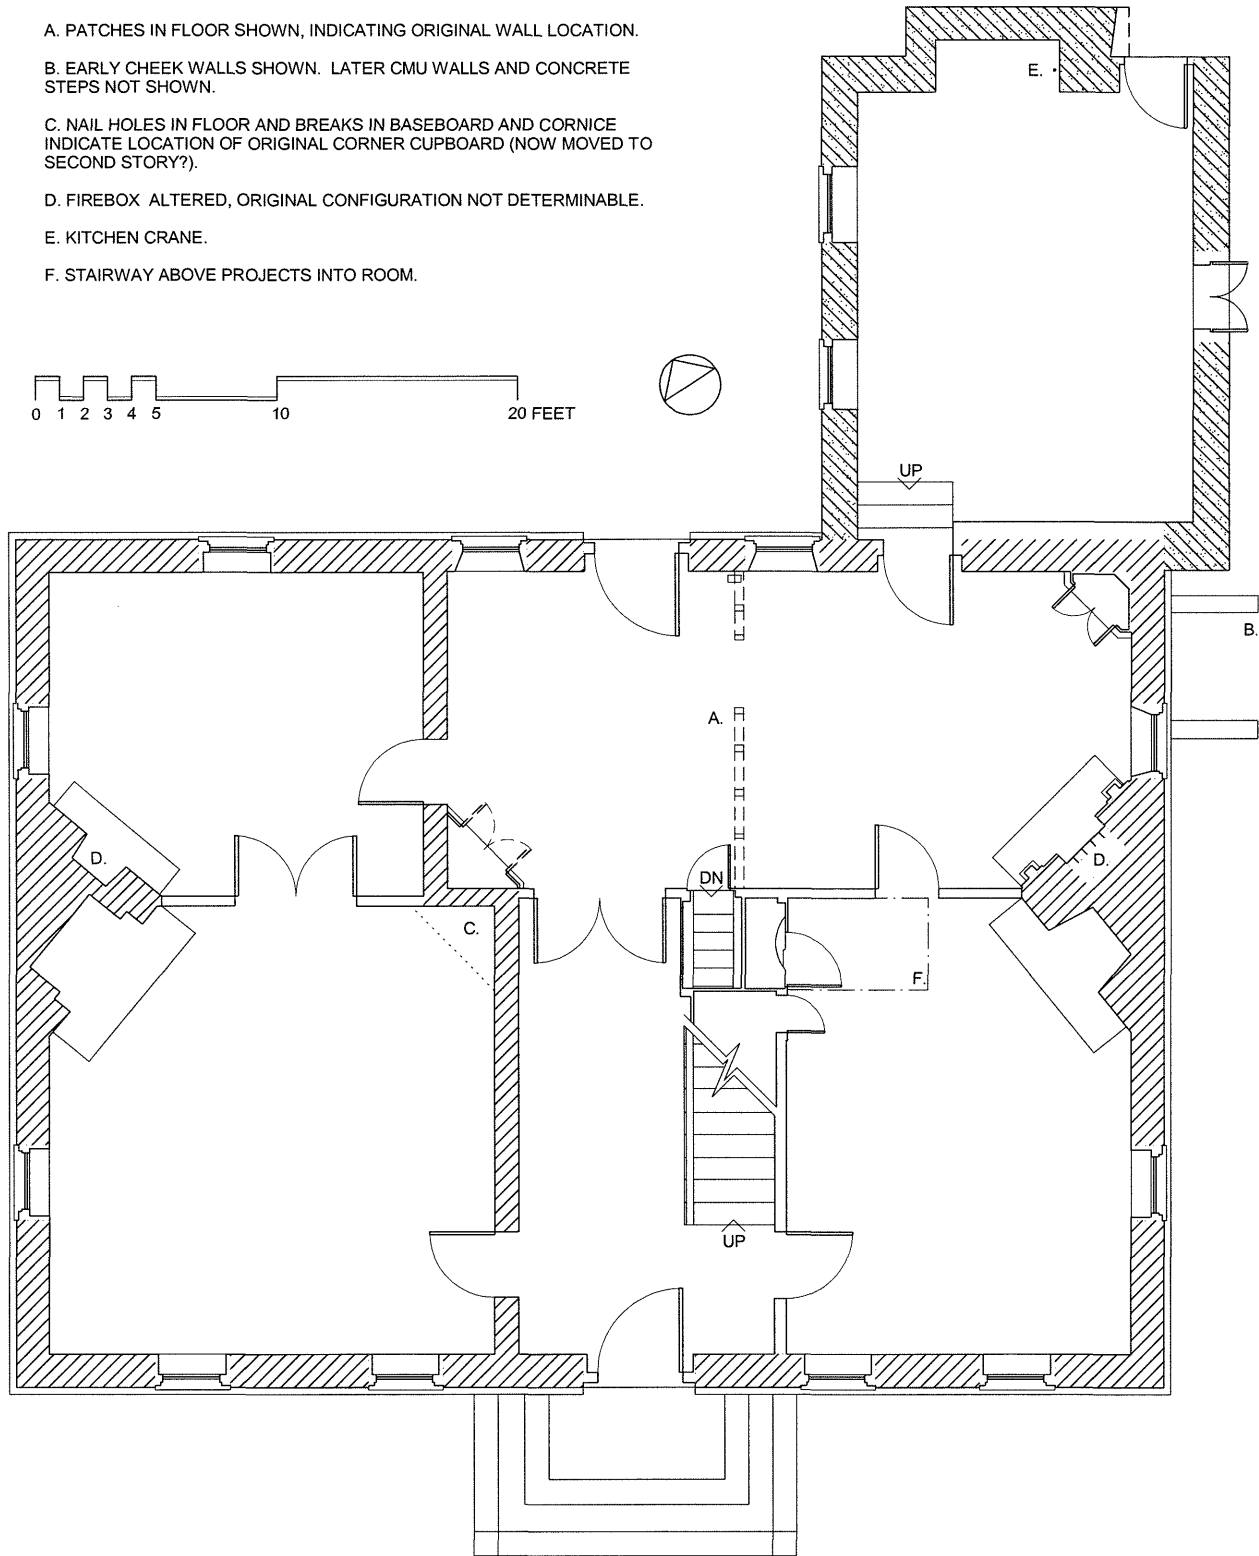 A. PATCHES IN FLOOR SHOWN, INDICATING ORIGINAL WALL LOCATION.
B. EARLY CHEEK WALLS SHOWN. LATER CMU WALLS AND CONCRETE
STEPS NOT SHOWN.
C. NAIL HOLES IN FLOOR AND BREAKS IN BASEBOARD AND CORNICE
INDICATE LOCATION OF ORIGINAL CORNER CUPBOARD (NOW MOVED TO
SECOND STORY?).
D. FIREBOX ALTERED, ORIGINAL CONFIGURATION NOT DETERMINABLE.
E. KITCHEN CRANE.
F. STAIRWAY ABOVE PROJECTS INTO ROOM.
0 1 2 3 4 5 10 20 FEET
E.
UP
B.
A.
D.
D.
DN
C.
F.
UP